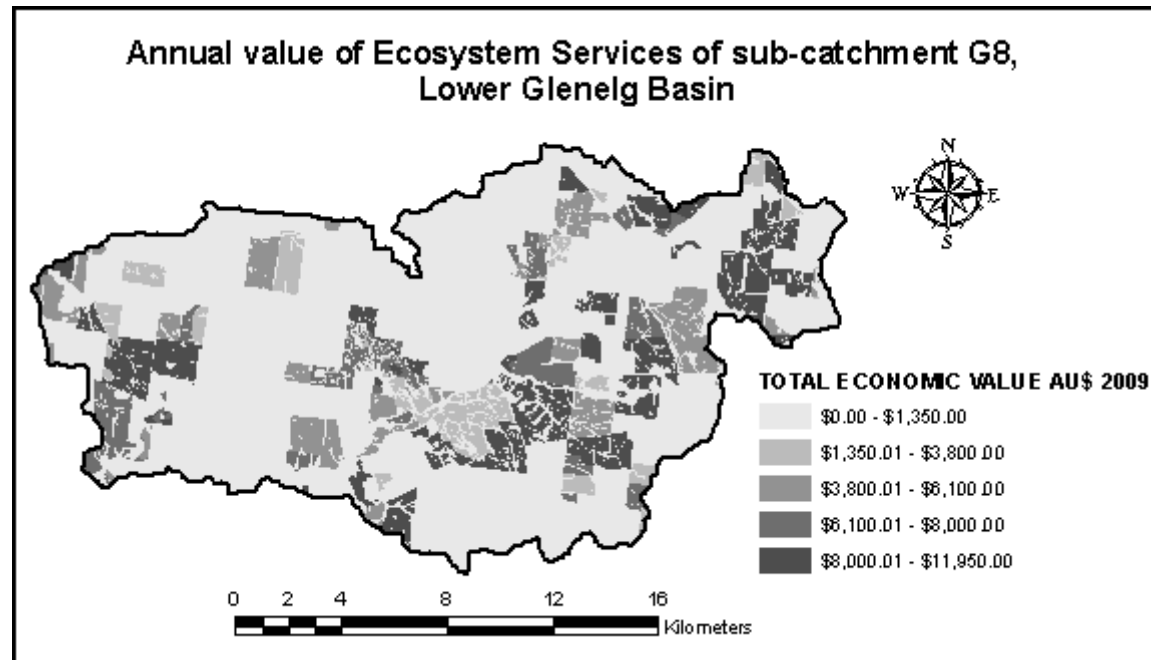 Annual value of Ecosystem Services of sub-catchment G8,
Lower Glenelg Basin
N
W
E
S
TOTAL ECONOMIC VALUE AU$ 2009
$0.00 - $1,350.00
$1,350.01 - $3,800.00
$3,800.01 - $6,100.00
$6,100.01 - $8,000.00
$8,000.01 - $11,950.00
0 2 4 8 12 16
Kilometers